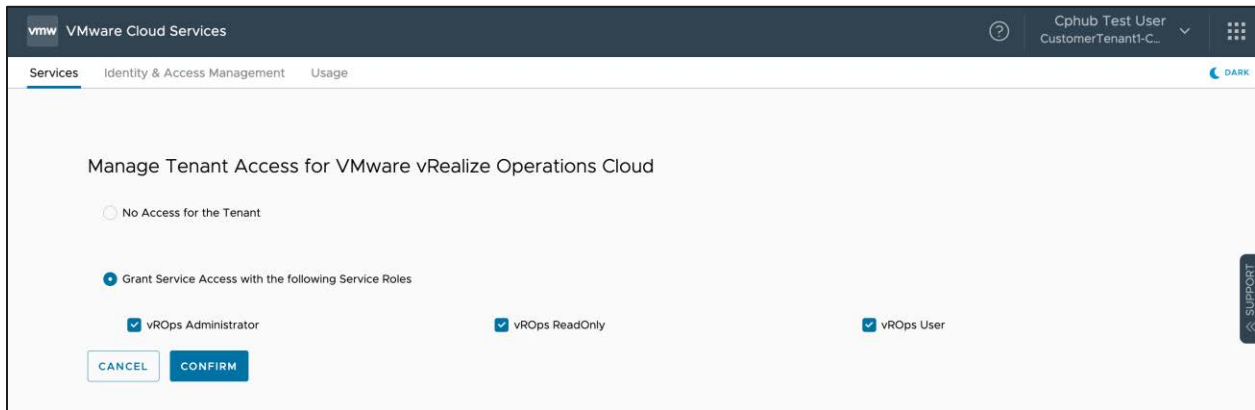 vmw VMware Cloud Services
Cphub Test User
CustomerTenant1-C...
Services Identity & Access Management Usage
DARK
Manage Tenant Access for VMware vRealize Operations Cloud
No Access for the Tenant
Grant Service Access with the following Service Roles
vROps Administrator vROps ReadOnly vROps User
CANCEL CONFIRM
SUPPORT